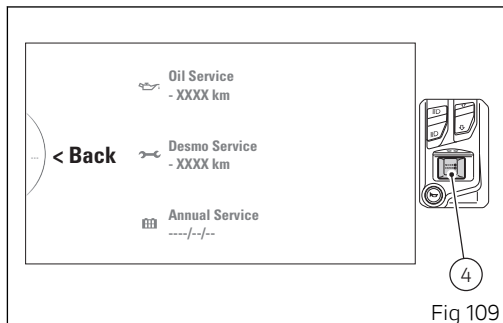 Oil Service
- XXXX km
...
< Back
Desmo Service
- XXXX km
Annual Service
----/--/--
4
Fig 109